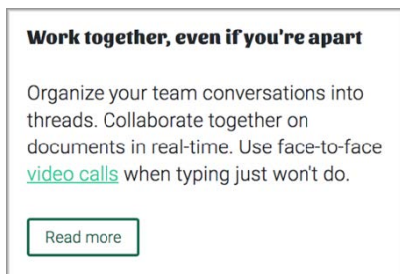 Work together, even if you're apart
Organize your team conversations into
threads. Collaborate together on
documents in real-time. Use face-to-face
video calls when typing just won't do.
Read more